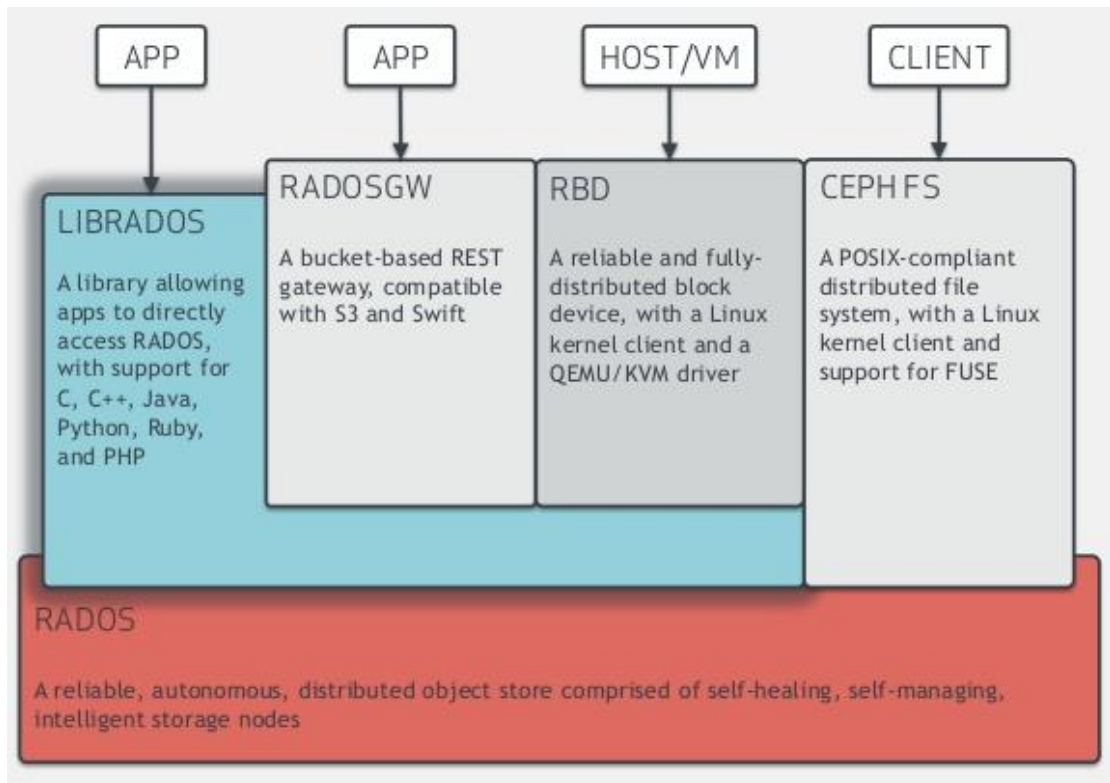 APP
APP
HOST/VM
CLIENT
LIBRADOS
A library allowing
apps to directly
access RADOS,
with support for
C, C++, Java,
Python, Ruby,
and PHP
RADOSGW
A bucket-based REST
gateway, compatible
with S3 and Swift
RBD
A reliable and fully-
distributed block
device, with a Linux
kernel client and a
QEMU/KVM driver
CEPH FS
A POSIX-compliant
distributed file
system, with a Linux
kernel client and
support for FUSE
RADOS
A reliable, autonomous, distributed object store comprised of self-healing, self-managing,
intelligent storage nodes